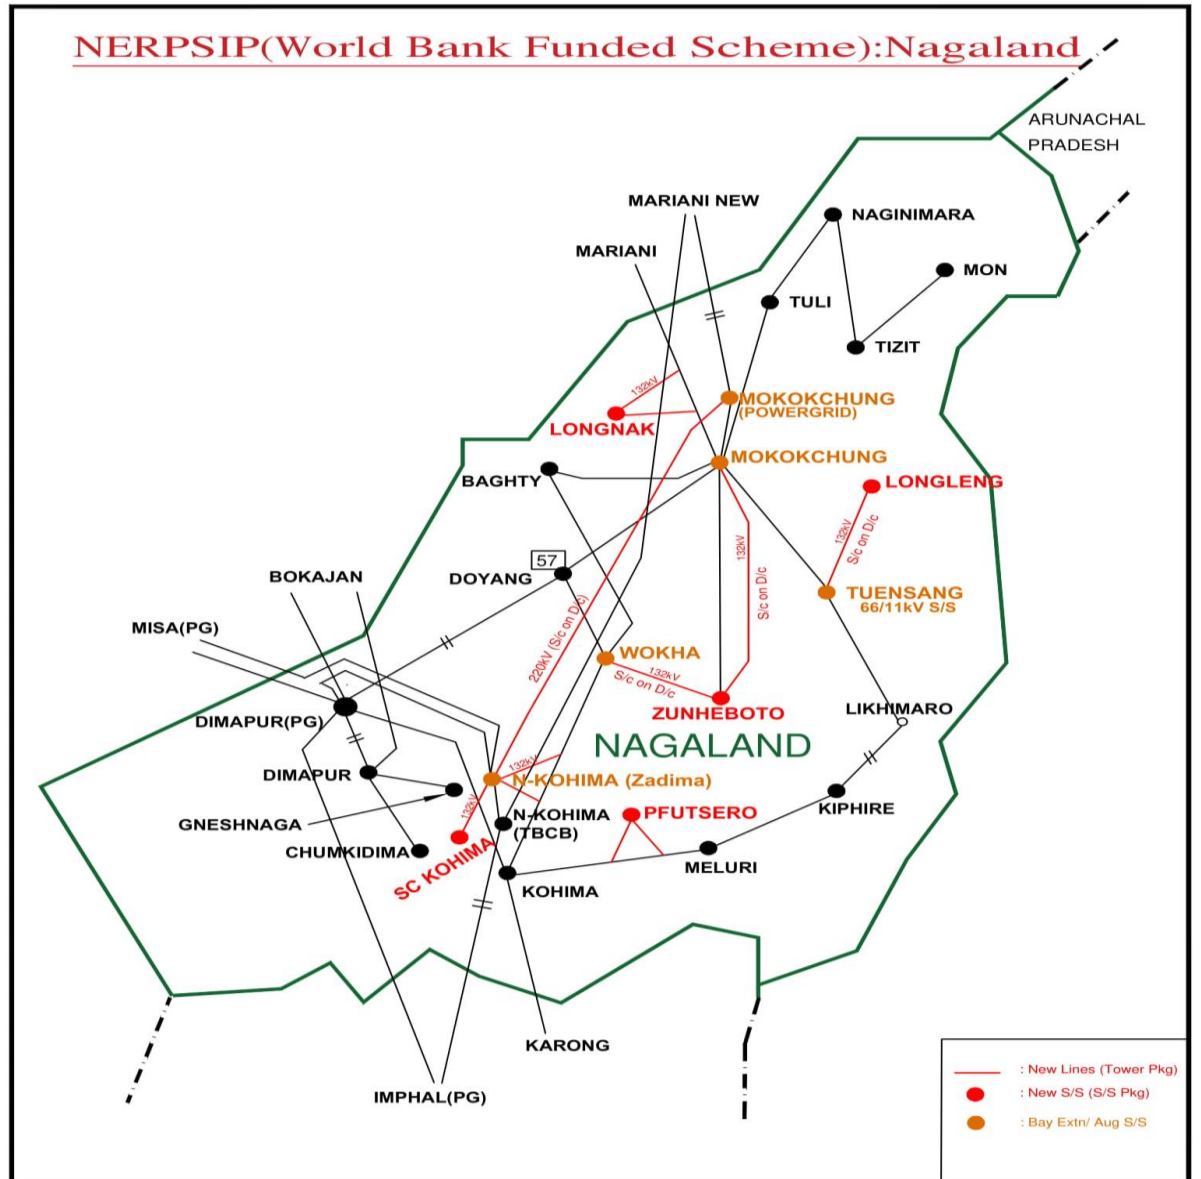 NERPSIP(World Bank Funded Scheme):Nagaland
ARUNACHAL
PRADESH
MARIANI NEW
NAGINIMARA
MARIANI
MON
TULI
TIZIT
132kV
MOKOKCHUNG
(POWERGRID)
LONGNAK
MOKOKCHUNG
BAGHTY
LONGLENG
132kV
S/c on D/c
132kV
S/c on D/c
57
DOYANG
BOKAJAN
TUENSANG
66/11kV S/S
220kV (S/c on D/c)
MISA(PG)
WOKHA
132kV
S/c on D/c
ZUNHEBOTO
LIKHIMARO
DIMAPUR(PG)
NAGALAND
132kV
DIMAPUR
N-KOHIMA (Zadima)
132kV
KIPHIRE
GNESHNAGA
N-KOHIMA
(TBCB)
PFUTSERO
CHUMKIDIMA
SC KOHIMA
MELURI
KOHIMA
KARONG
IMPHAL(PG)
: New Lines (Tower Pkg)
: New S/S (S/S Pkg)
: Bay Extn/ Aug S/S